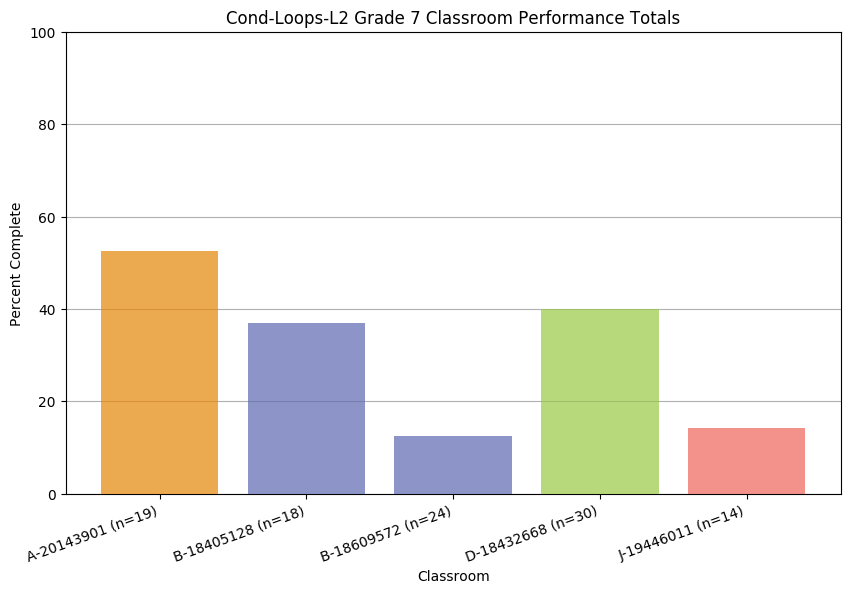 Cond-Loops-L2 Grade 7 Classroom Performance Totals
100
80
60
40
20
0
Percent Complete
A-20143901 (n=19)
B-18405128 (n=18)
B-18609572 (n=24)
D-18432668 (n=30)
J-19446011 (n=14)
Classroom